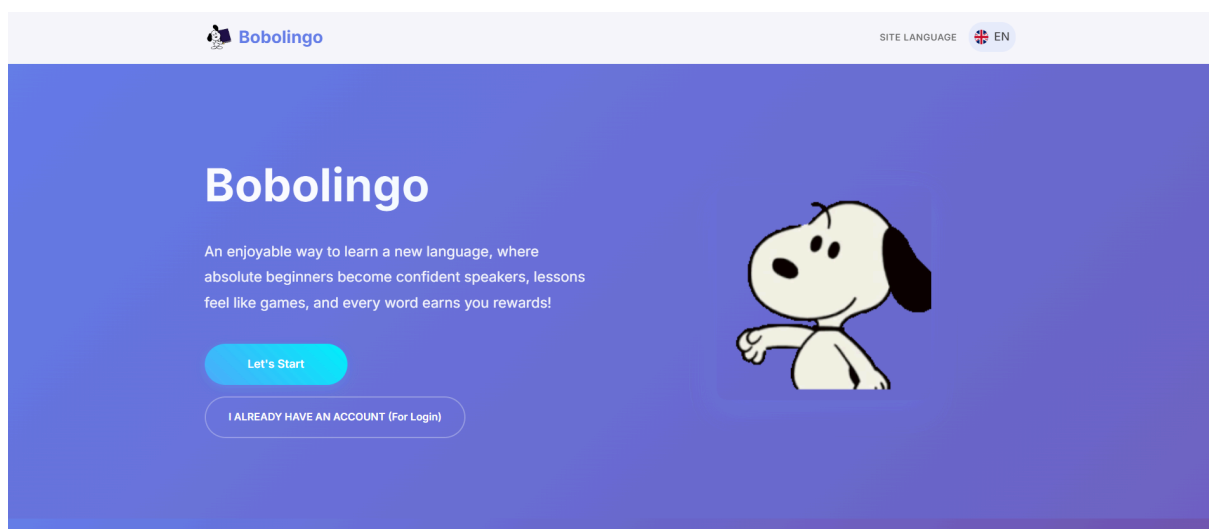 Bobolingo
SITE LANGUAGE EN
Bobolingo
An enjoyable way to learn a new language, where
absolute beginners become confident speakers, lessons
feel like games, and every word earns you rewards!
Let's Start
I ALREADY HAVE AN ACCOUNT (For Login)